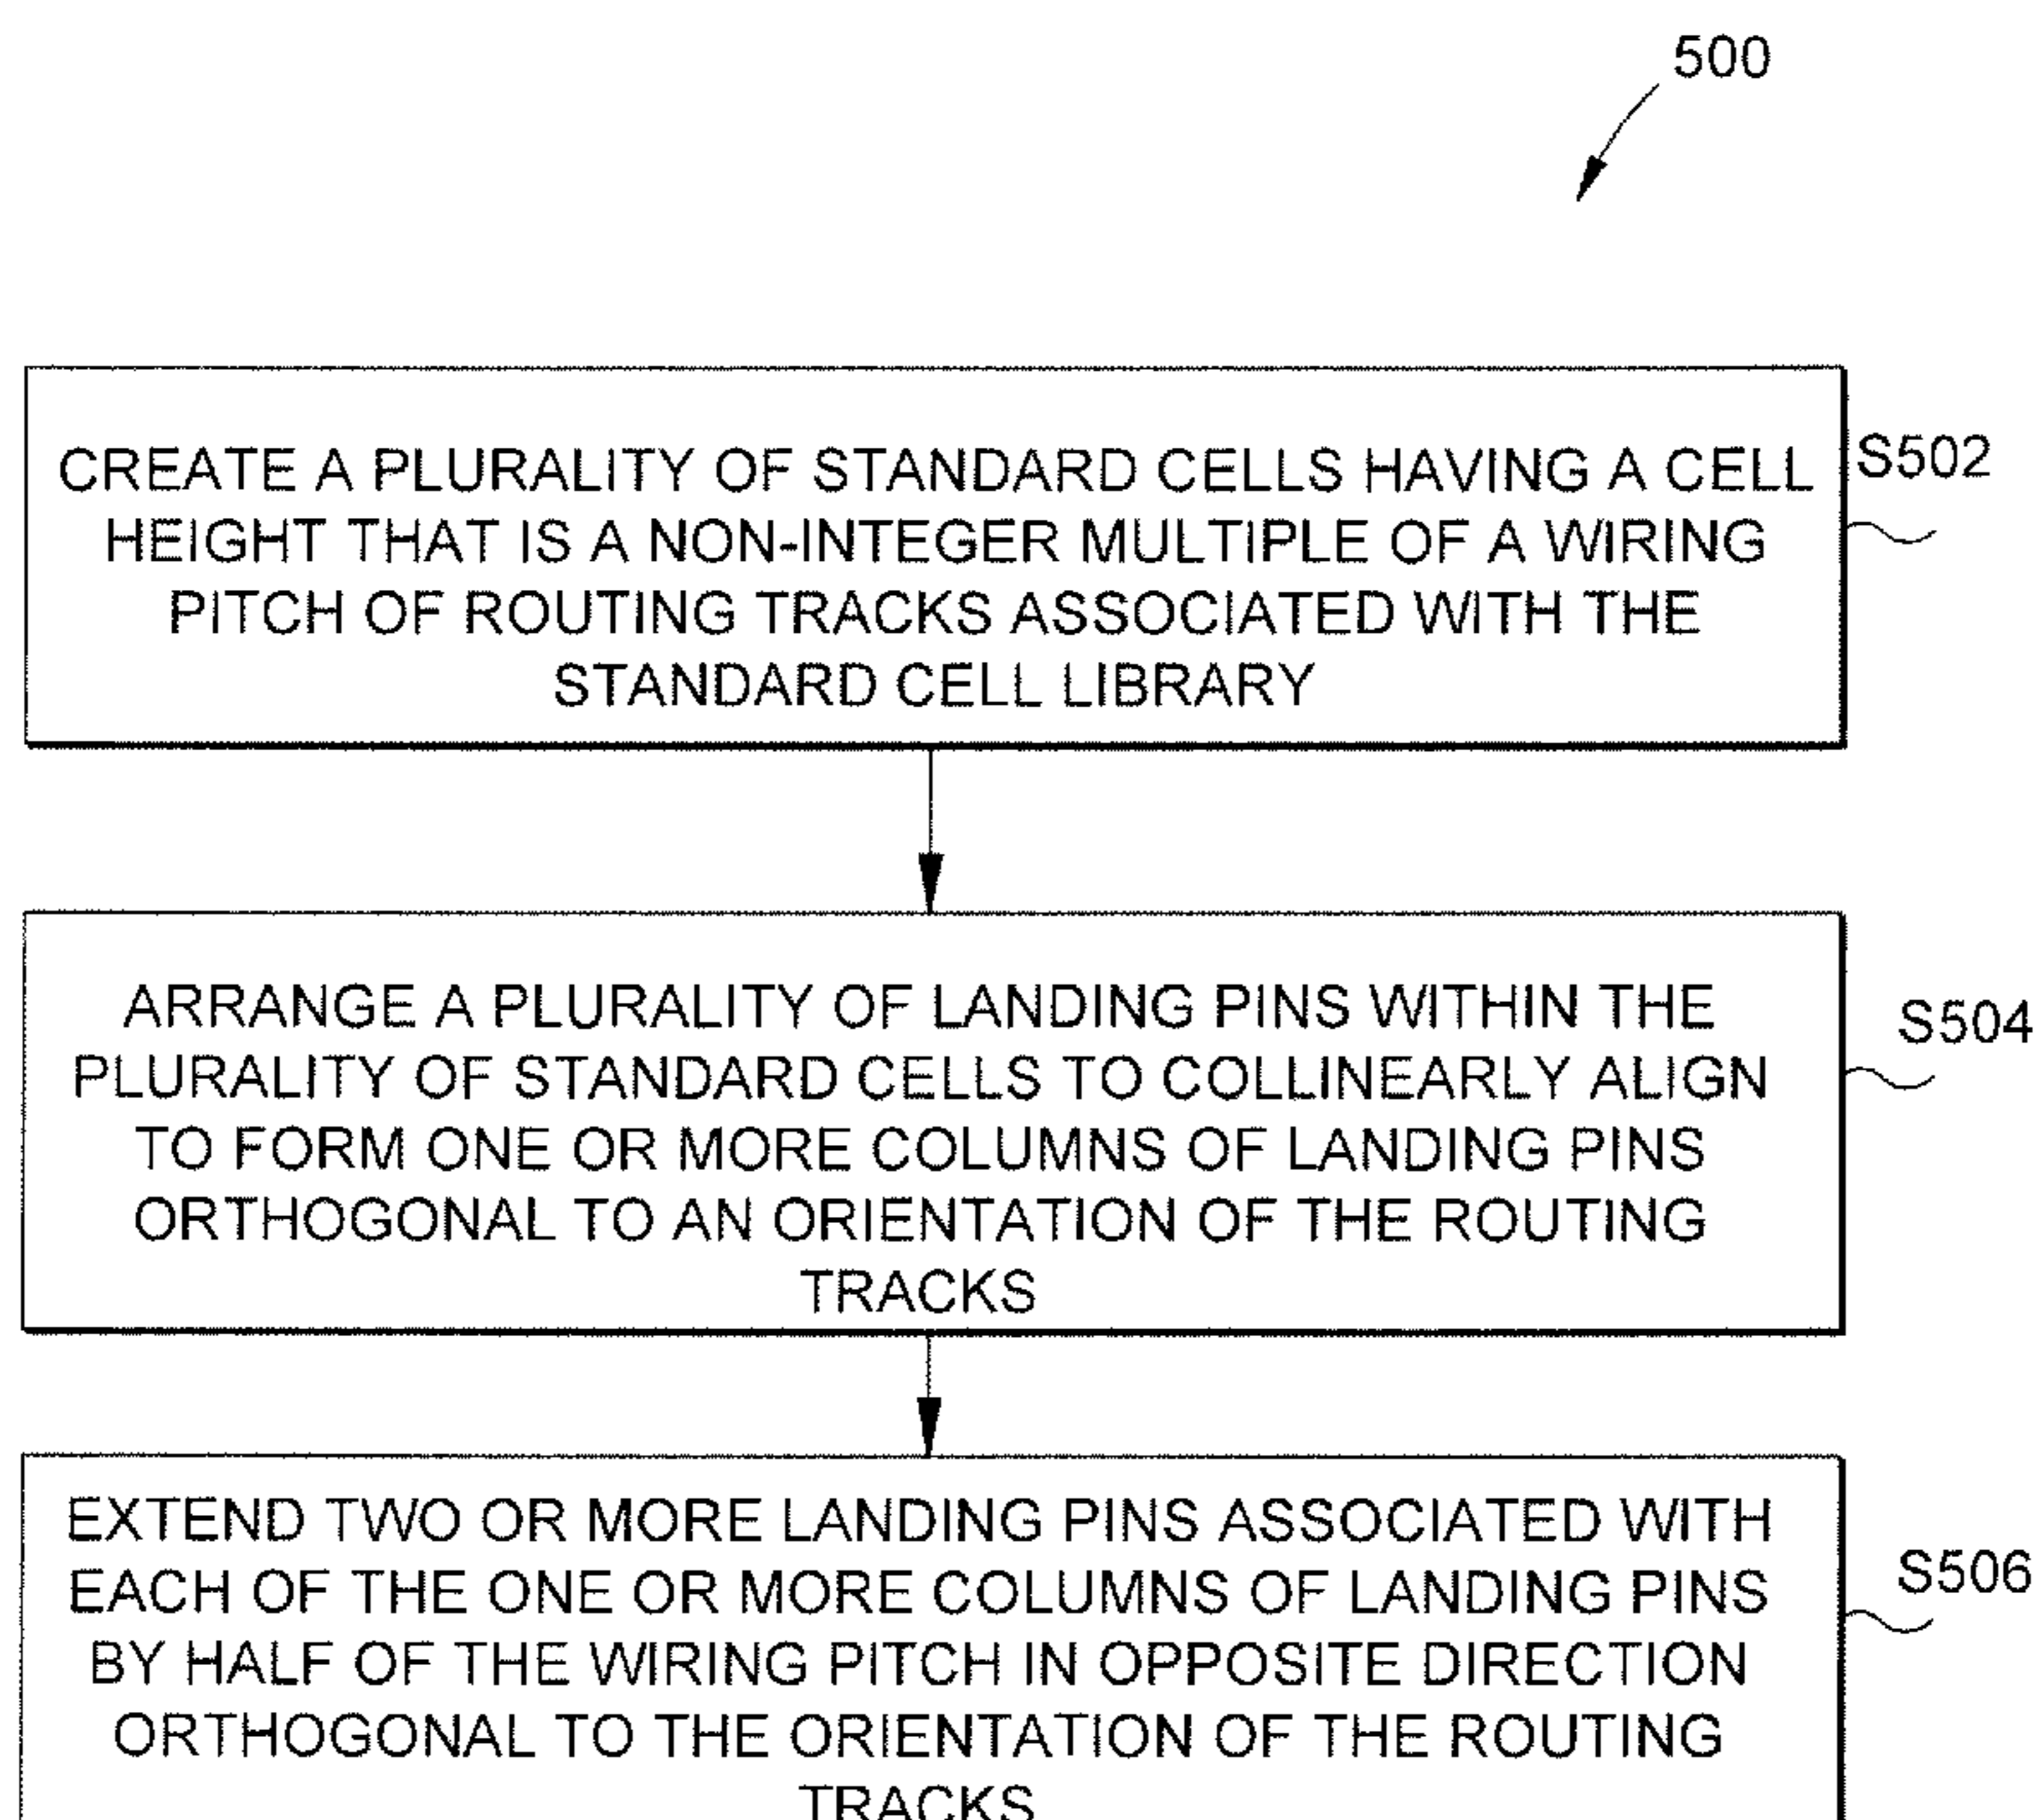 500
CREATE A PLURALITY OF STANDARD CELLS HAVING A CELL
HEIGHT THAT IS A NON-INTEGER MULTIPLE OF A WIRING
PITCH OF ROUTING TRACKS ASSOCIATED WITH THE
STANDARD CELL LIBRARY
S502
ARRANGE A PLURALITY OF LANDING PINS WITHIN THE
PLURALITY OF STANDARD CELLS TO COLLINEARLY ALIGN
TO FORM ONE OR MORE COLUMNS OF LANDING PINS
ORTHOGONAL TO AN ORIENTATION OF THE ROUTING
TRACKS
S504
EXTEND TWO OR MORE LANDING PINS ASSOCIATED WITH
EACH OF THE ONE OR MORE COLUMNS OF LANDING PINS
BY HALF OF THE WIRING PITCH IN OPPOSITE DIRECTION
ORTHOGONAL TO THE ORIENTATION OF THE ROUTING
TRACKS
S506